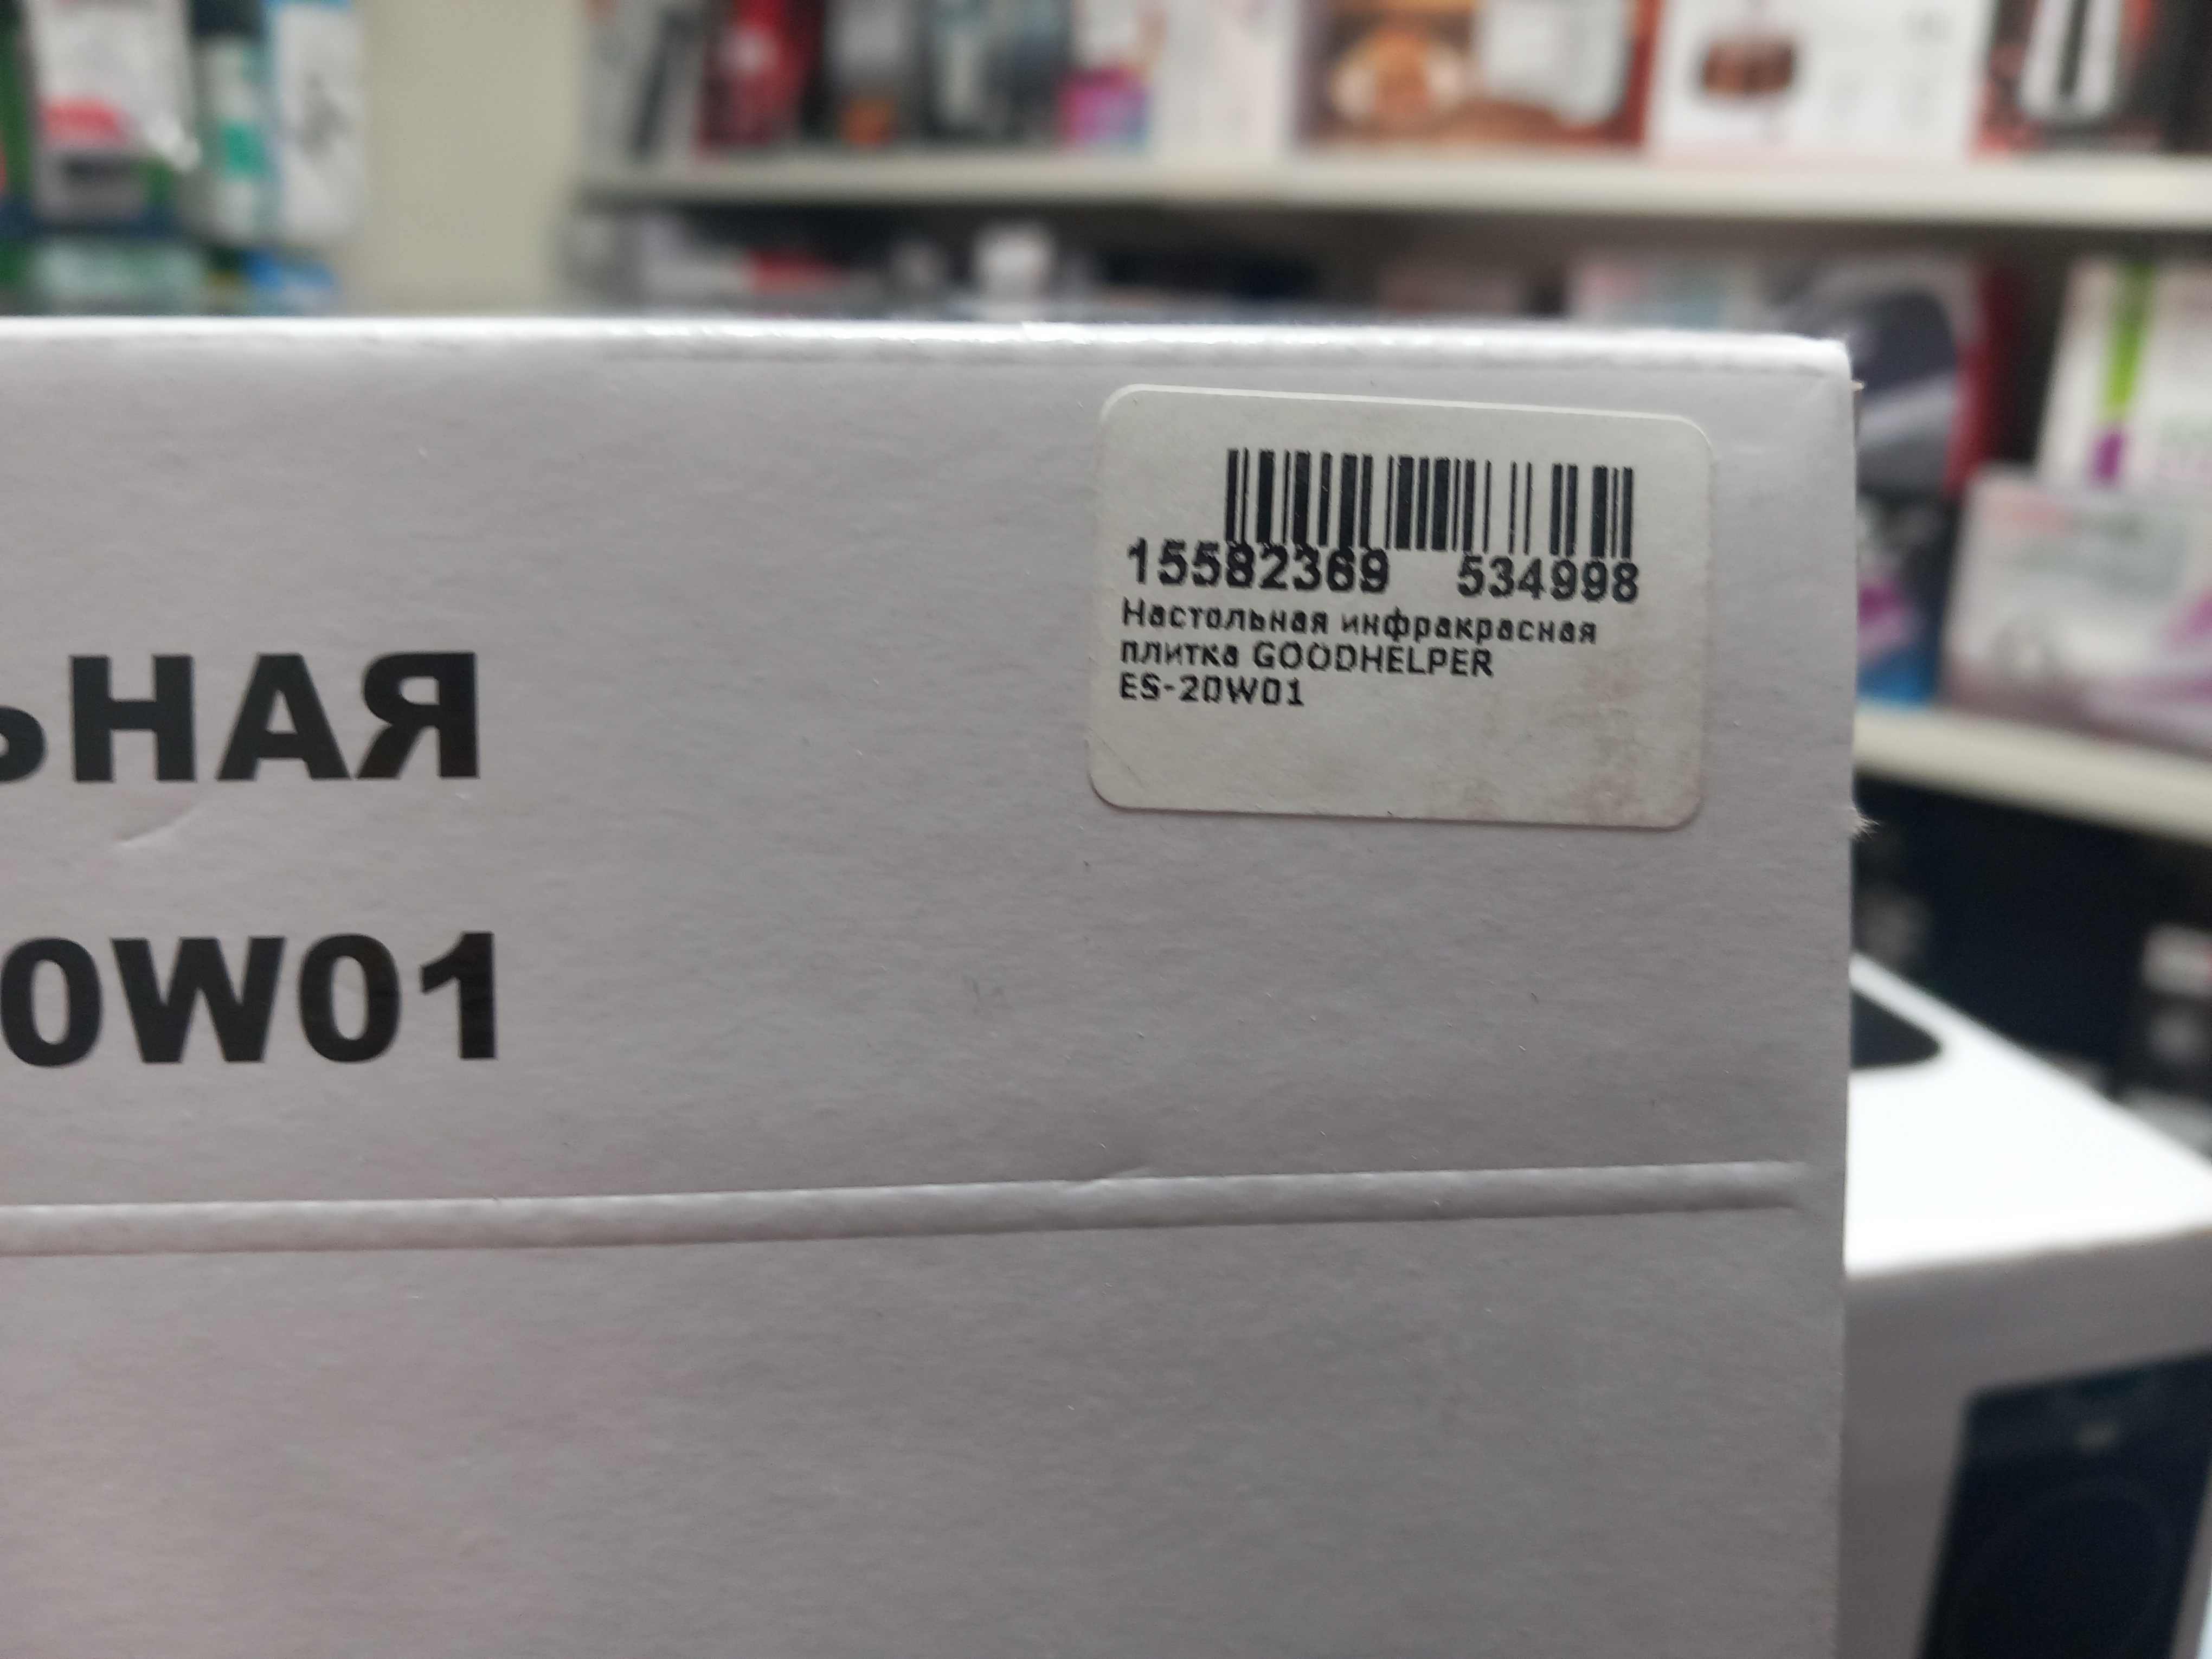 15582369 534998
Настольная инфракрасная
плитка GOODHELPER
ES-20W01
ЬНАЯ
0W01